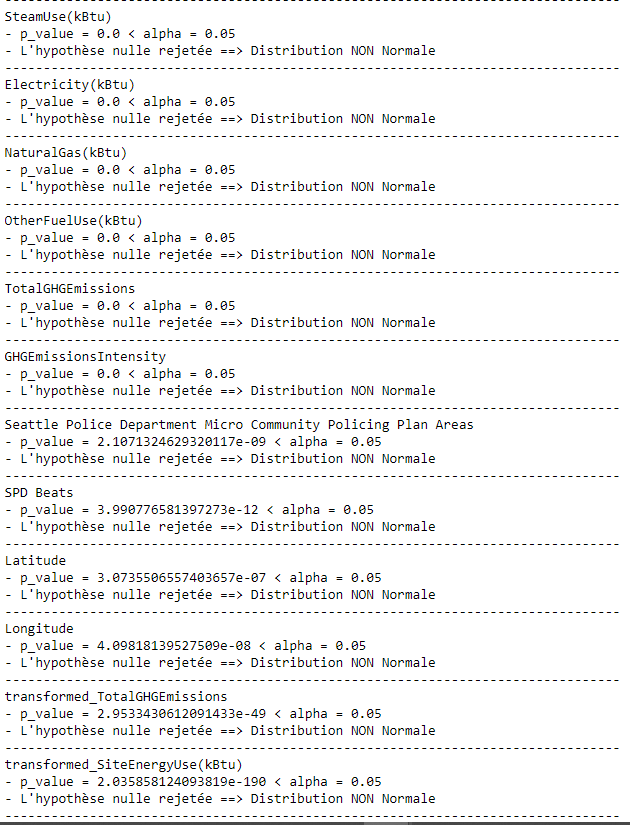 --------------------------------------------------------------------------------
SteamUse(kBtu)
- p_value = 0.0 < alpha = 0.05
- L'hypothèse nulle rejetée ==> Distribution NON Normale
--------------------------------------------------------------------------------
Electricity(kBtu)
- p_value = 0.0 < alpha = 0.05
- L'hypothèse nulle rejetée ==> Distribution NON Normale
--------------------------------------------------------------------------------
NaturalGas(kBtu)
- p_value = 0.0 < alpha = 0.05
- L'hypothèse nulle rejetée ==> Distribution NON Normale
--------------------------------------------------------------------------------
OtherFuelUse(kBtu)
- p_value = 0.0 < alpha = 0.05
- L'hypothèse nulle rejetée ==> Distribution NON Normale
--------------------------------------------------------------------------------
TotalGHGEmissions
- p_value = 0.0 < alpha = 0.05
- L'hypothèse nulle rejetée ==> Distribution NON Normale
--------------------------------------------------------------------------------
GHGEmissionsIntensity
- p_value = 0.0 < alpha = 0.05
- L'hypothèse nulle rejetée ==> Distribution NON Normale
--------------------------------------------------------------------------------
Seattle Police Department Micro Community Policing Plan Areas
- p_value = 2.1071324629320117e-09 < alpha = 0.05
- L'hypothèse nulle rejetée ==> Distribution NON Normale
--------------------------------------------------------------------------------
SPD Beats
- p_value = 3.990776581397273e-12 < alpha = 0.05
- L'hypothèse nulle rejetée ==> Distribution NON Normale
--------------------------------------------------------------------------------
Latitude
- p_value = 3.0735506557403657e-07 < alpha = 0.05
- L'hypothèse nulle rejetée ==> Distribution NON Normale
--------------------------------------------------------------------------------
Longitude
- p_value = 4.09818139527509e-08 < alpha = 0.05
- L'hypothèse nulle rejetée ==> Distribution NON Normale
--------------------------------------------------------------------------------
transformed_TotalGHGEmissions
- p_value = 2.9533430612091433e-49 < alpha = 0.05
- L'hypothèse nulle rejetée ==> Distribution NON Normale
--------------------------------------------------------------------------------
transformed_SiteEnergyUse(kBtu)
- p_value = 2.035858124093819e-190 < alpha = 0.05
- L'hypothèse nulle rejetée ==> Distribution NON Normale
--------------------------------------------------------------------------------